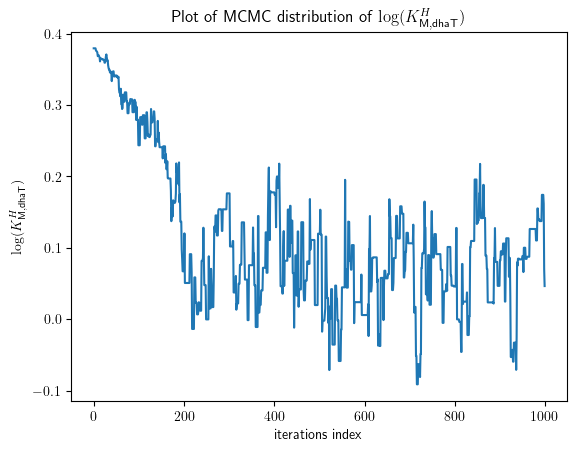 Plot of MCMC distribution of log(K^H_M,dhaT)
0.4
0.3
0.2
0.1
0.0
−0.1
log(K^H_M,dhaT)
0 200 400 600 800 1000
iterations index